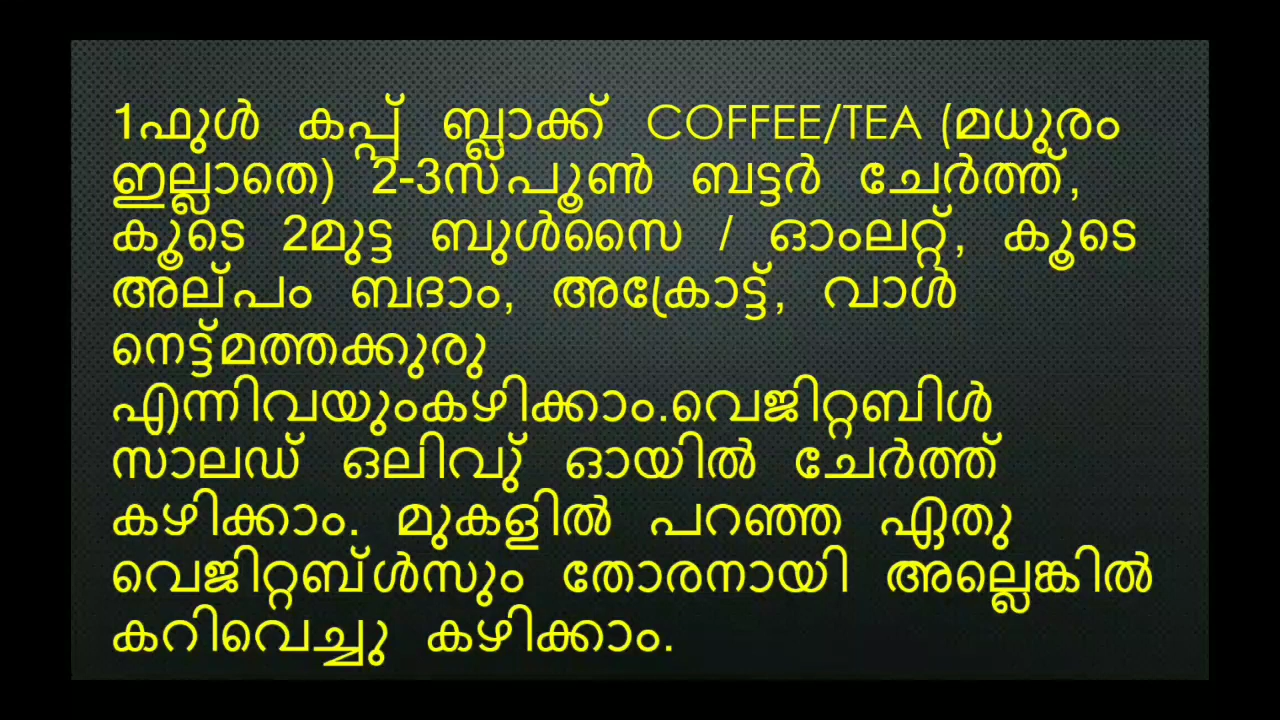 1ഫുൾ കപ്പ് ബ്ലാക്ക് COFFEE/TEA (മധുരം
ഇല്ലാതെ) 2-3സ്പൂൺ ബട്ടർ ചേർത്ത്,
കൂടെ 2മുട്ട ബുൾസൈ / ഓംലറ്റ്, കൂടെ
അല്പം ബദാം, അക്രോട്ട്, വാൾ
നെട്ട്മത്തക്കുരു
എന്നിവയുംകഴിക്കാം.വെജിറ്റബിൾ
സാലഡ് ഒലിവു് ഓയിൽ ചേർത്ത്
കഴിക്കാം. മുകളിൽ പറഞ്ഞ ഏതു
വെജിറ്റബ്ൾസും തോരനായി അല്ലെങ്കിൽ
കറിവെച്ചു കഴിക്കാം.